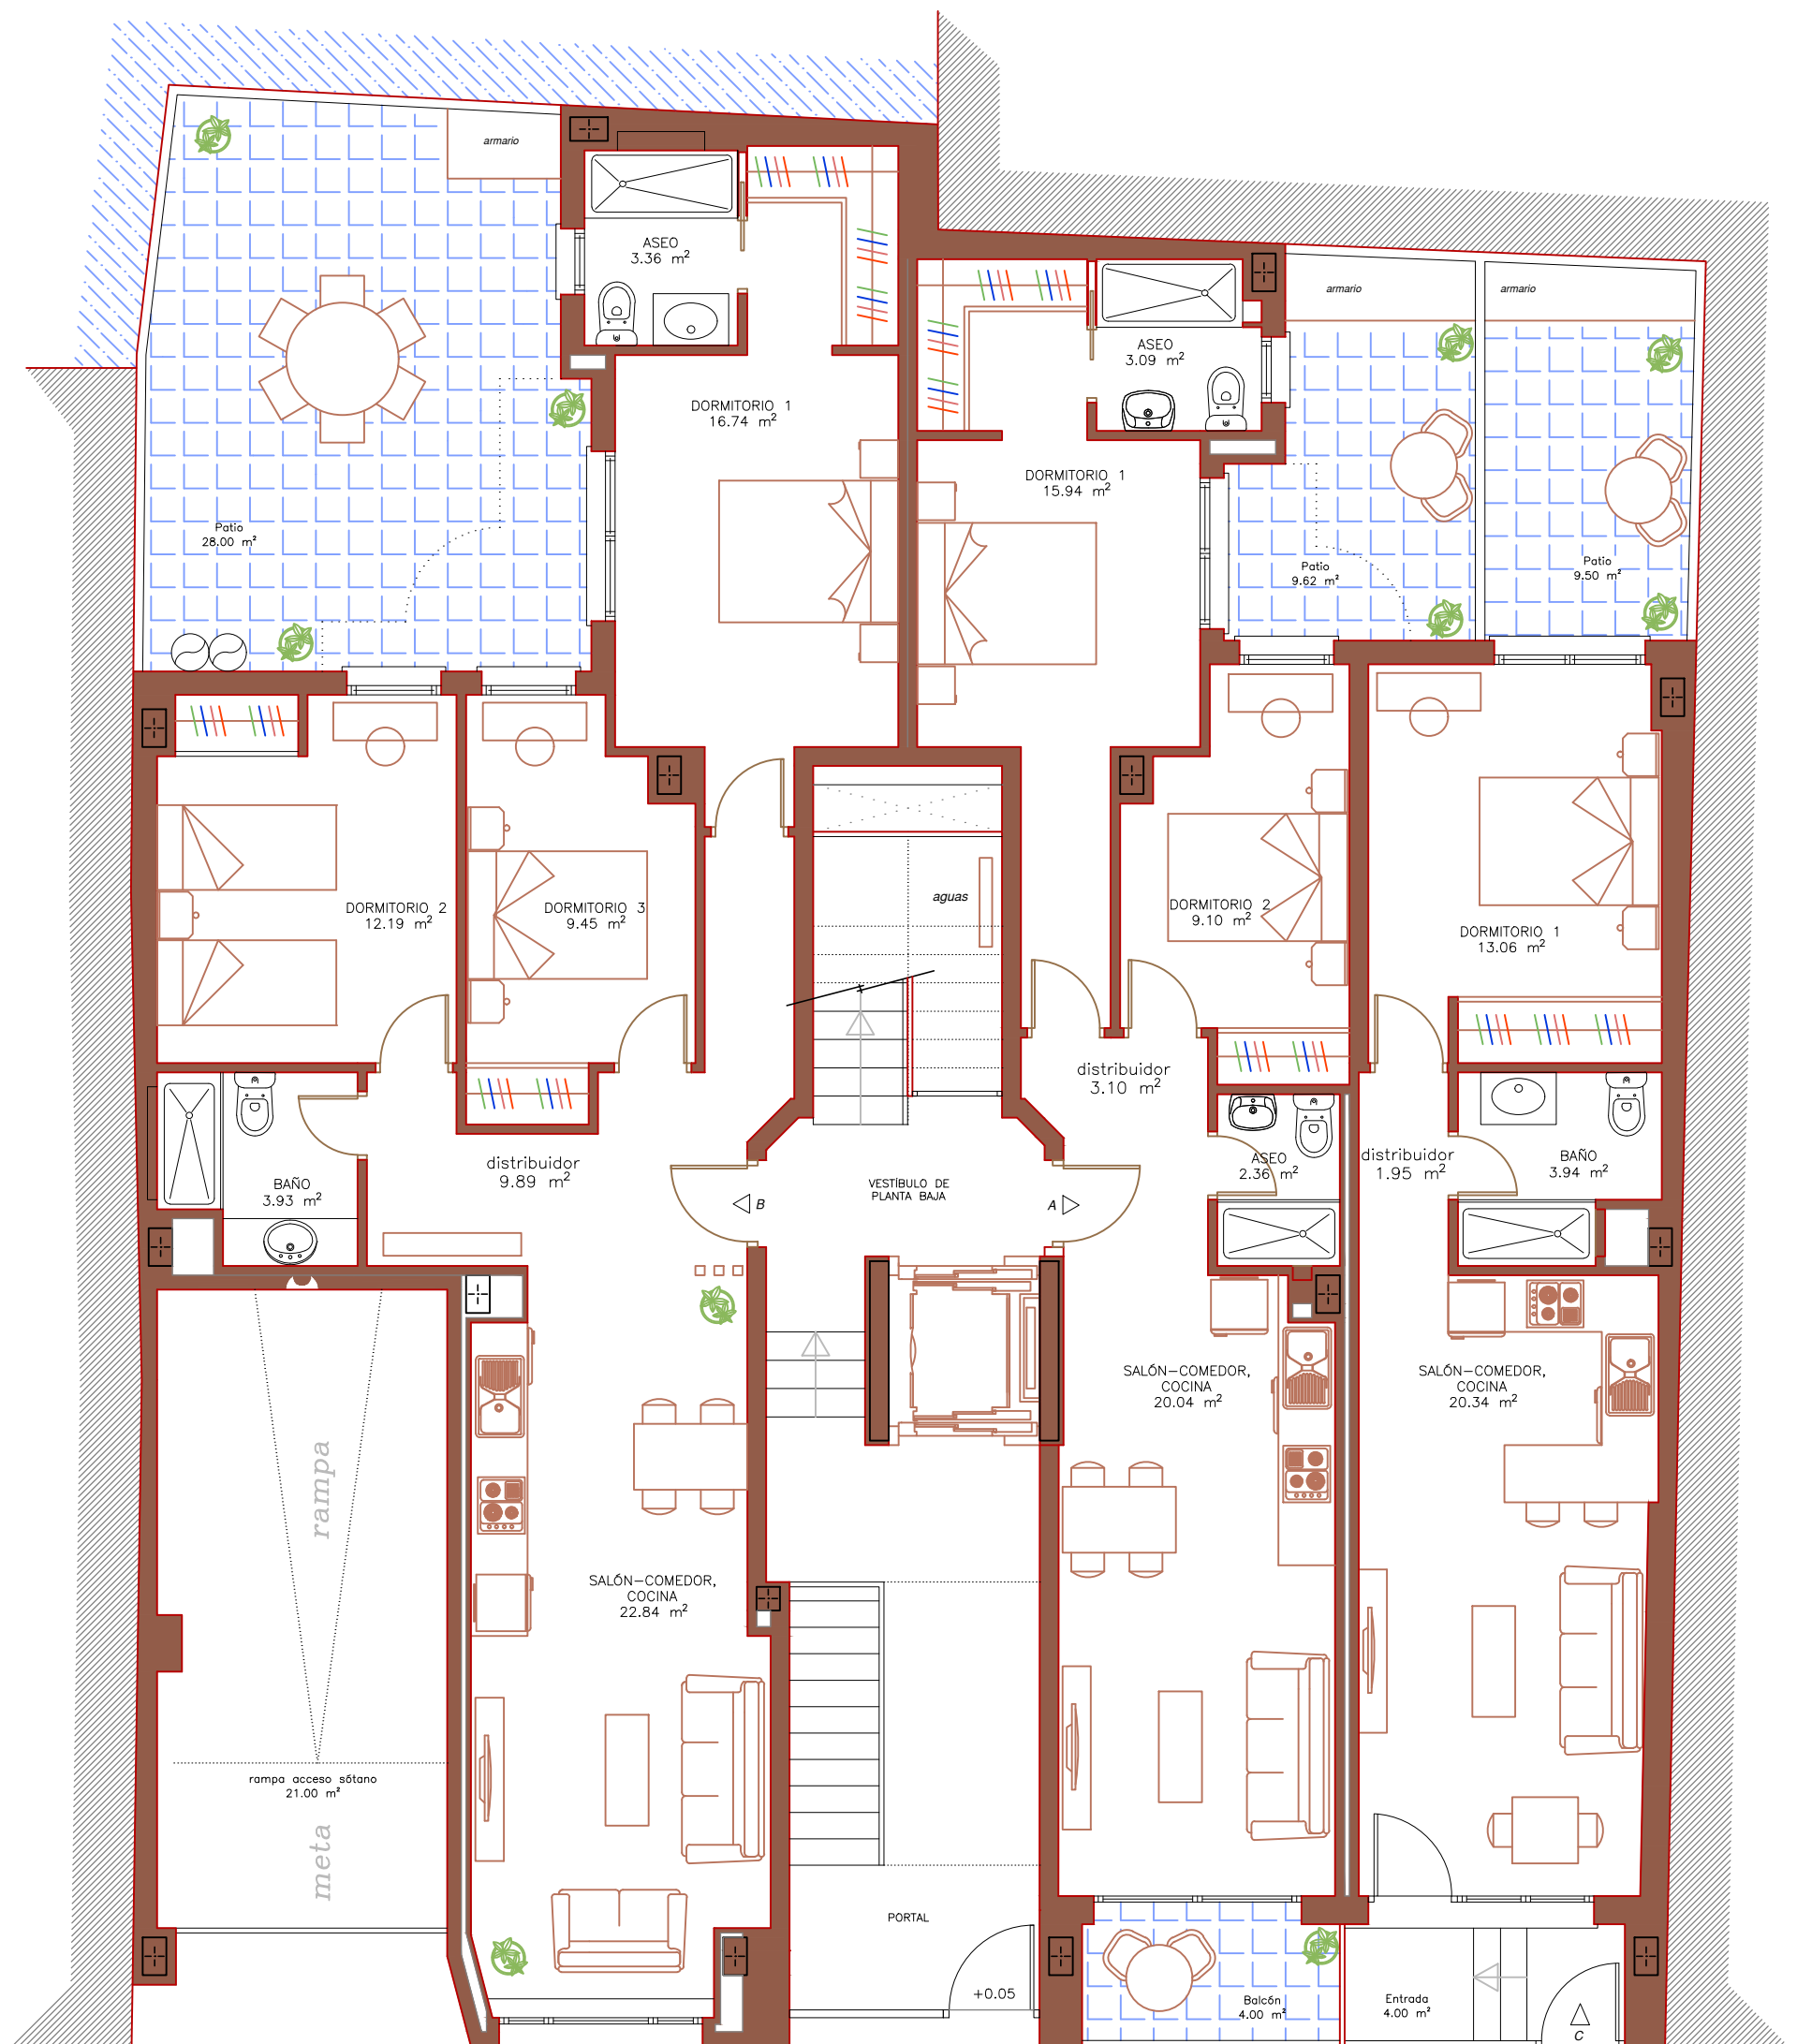 armario
ASEO
3.36 m²
armario
armario
ASEO
3.09 m²
DORMITORIO 1
16.74 m²
DORMITORIO 1
15.94 m²
Patio
28.00 m²
Patio
9.62 m²
Patio
9.50 m²
aguas
DORMITORIO 2
12.19 m²
DORMITORIO 3
9.45 m²
DORMITORIO 2
9.10 m²
DORMITORIO 1
13.06 m²
distribuidor
3.10 m²
distribuidor
9.89 m²
BAÑO
3.93 m²
VESTÍBULO DE
PLANTA BAJA
B
A
ASEO
2.36 m²
distribuidor
1.95 m²
BAÑO
3.94 m²
SALÓN-COMEDOR,
COCINA
20.04 m²
SALÓN-COMEDOR,
COCINA
20.34 m²
rampa
SALÓN-COMEDOR,
COCINA
22.84 m²
rampa acceso sótano
21.00 m²
meta
PORTAL
+0.05
Balcón
4.00 m²
Entrada
4.00 m²
C